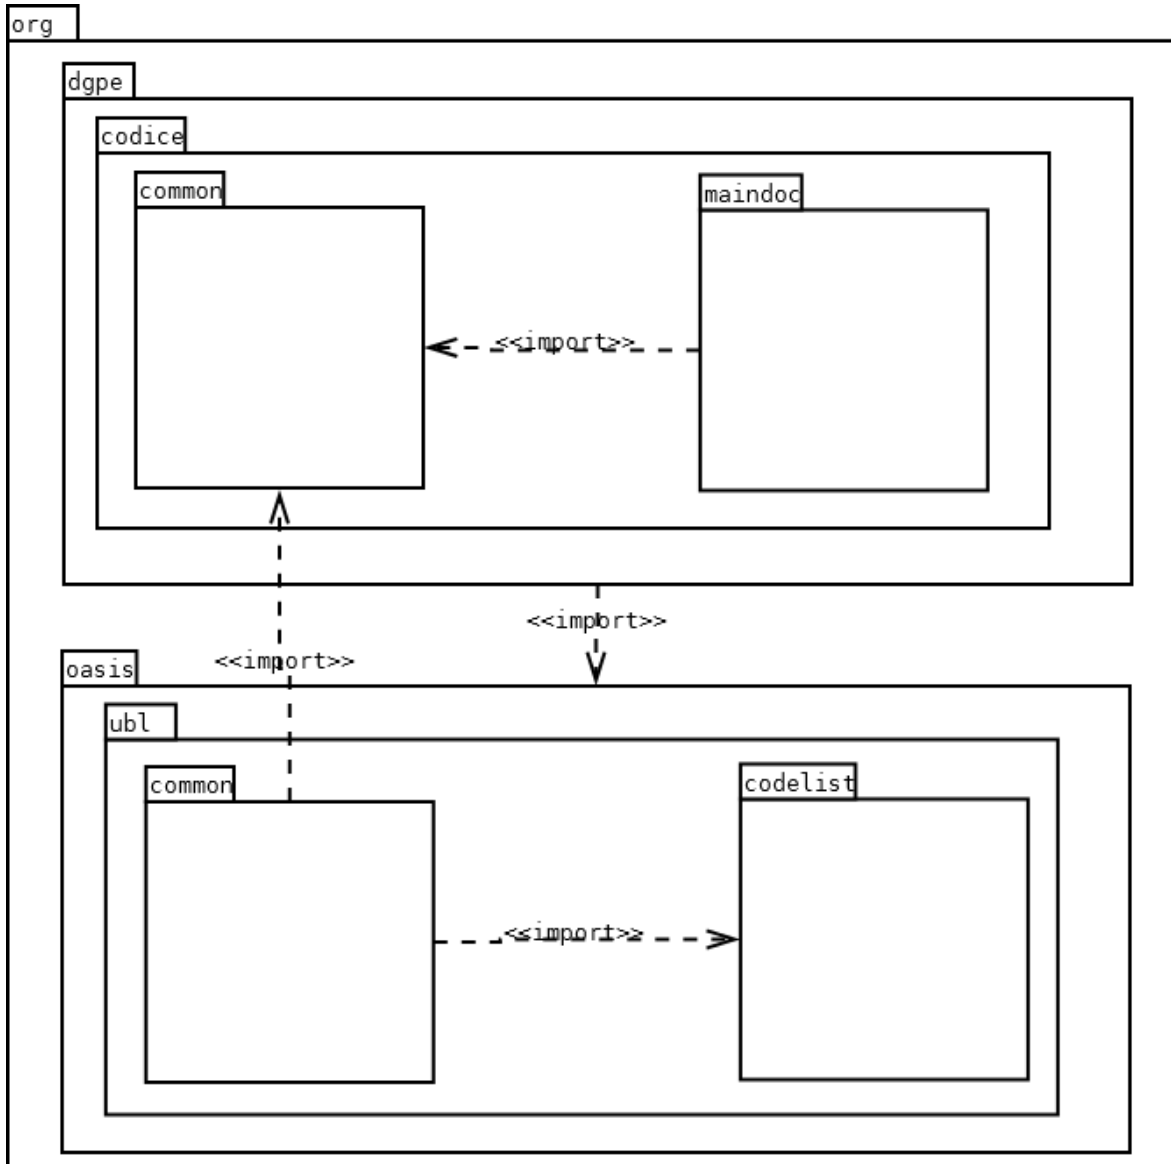 org
dgpe
codice
common
maindoc
<<import>>
<<import>>
<<import>>
oasis
ubl
common
codelist
<<import>>